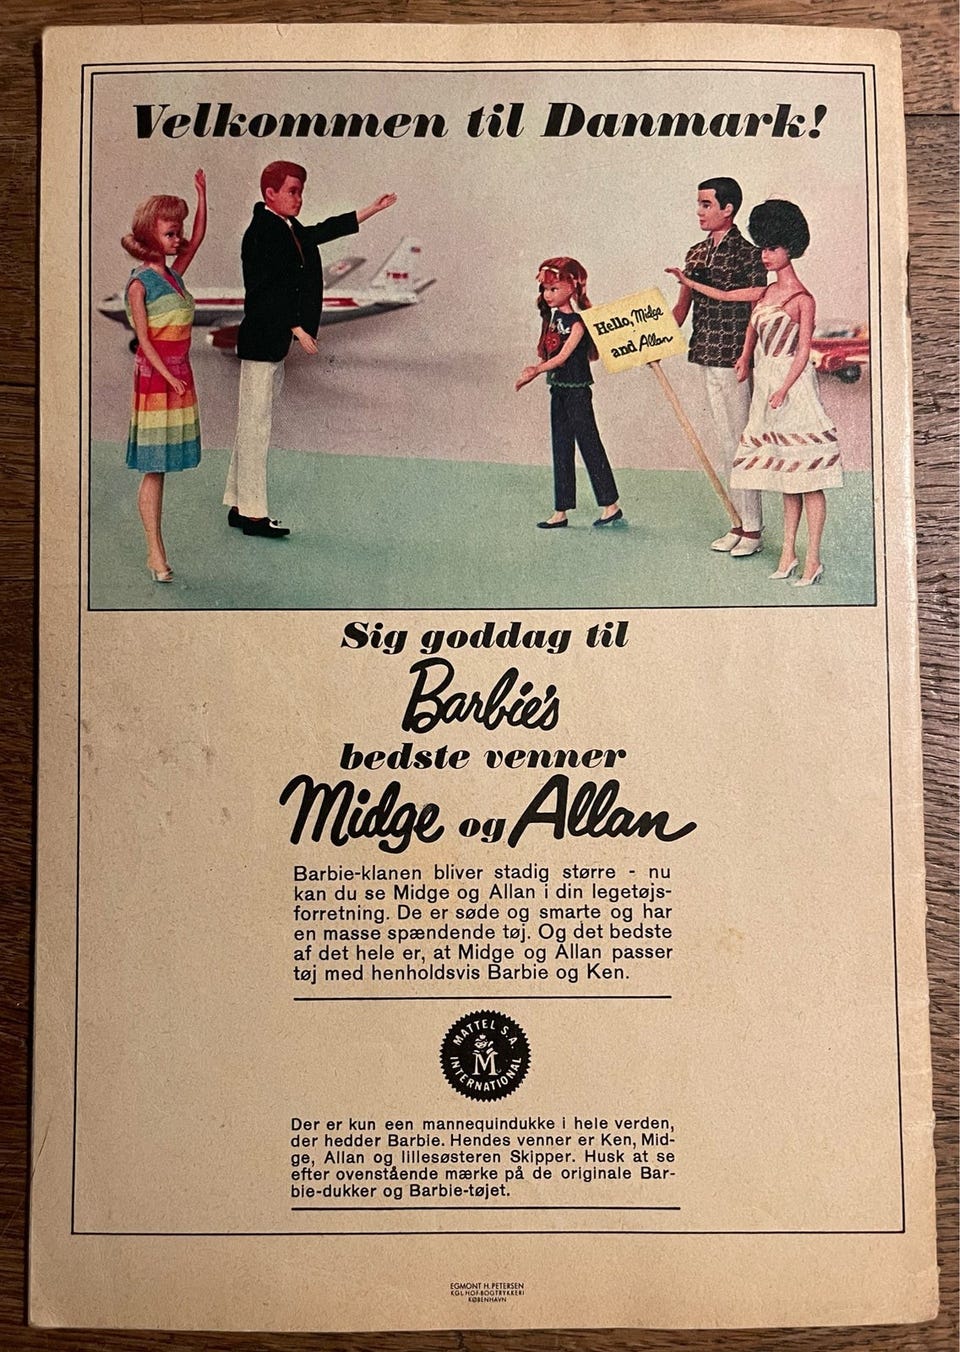 Velkommen til Danmark!
Hello, Midge
and Allan
Sig goddag til
Barbie's
bedste venner
Midge og Allan
Barbie-klanen bliver stadig større - nu
kan du se Midge og Allan i din legetøjs-
forretning. De er søde og smarte og har
en masse spændende tøj. Og det bedste
af det hele er, at Midge og Allan passer
tøj med henholdsvis Barbie og Ken.
MATTEL S.A.
M
INTERNATIONAL
Der er kun een mannequindukke i hele verden,
der hedder Barbie. Hendes venner er Ken, Mid-
ge, Allan og lillesøsteren Skipper. Husk at se
efter ovenstående mærke på de originale Bar-
bie-dukker og Barbie-tøjet.
EGMONT H. PETERSEN
KGL. HOF-BOGTRYKKERI
KØBENHAVN